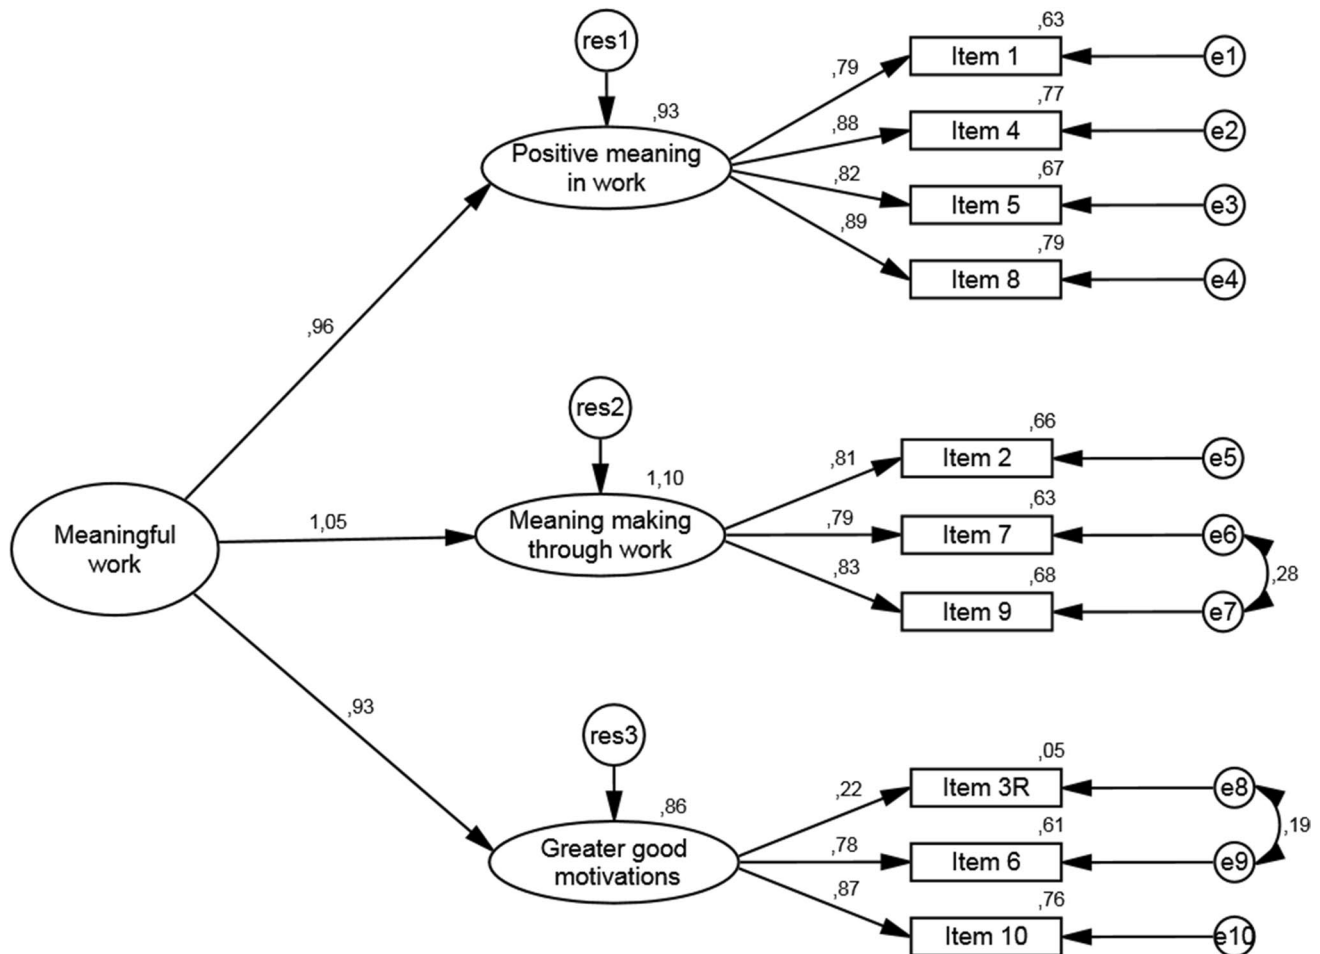 res1
,63
Item 1
e1
,79
,93
,77
Positive meaning
in work
,88
Item 4
e2
,82
,67
Item 5
e3
,89
,79
Item 8
e4
,96
res2
,66
,81
Item 2
e5
1,10
,63
Meaningful
work
1,05
Meaning making
through work
,79
Item 7
e6
,28
,83
,68
Item 9
e7
,93
res3
,05
,22
Item 3R
e8
,86
,61
,19
Greater good
motivations
,78
Item 6
e9
,87
,76
Item 10
e10